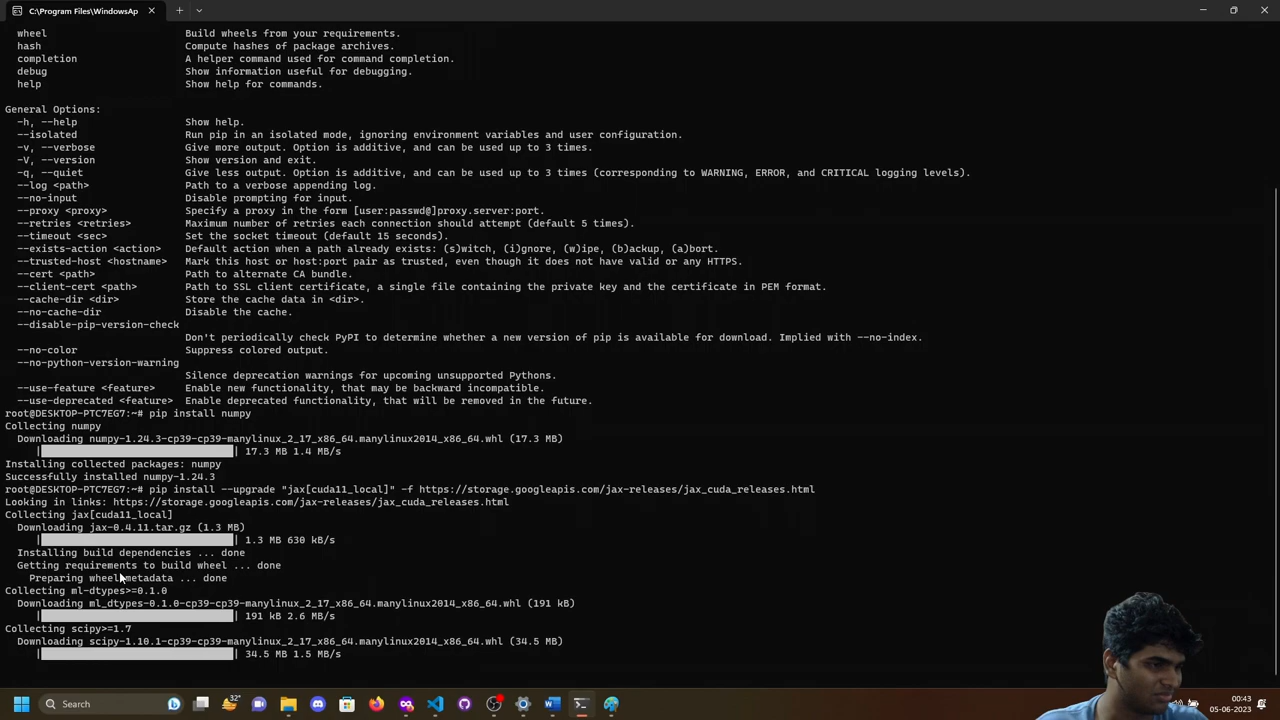 C:\Program Files\WindowsAp
wheel Build wheels from your requirements.
hash Compute hashes of package archives.
completion A helper command used for command completion.
debug Show information useful for debugging.
help Show help for commands.
General Options:
-h, --help Show help.
--isolated Run pip in an isolated mode, ignoring environment variables and user configuration.
-v, --verbose Give more output. Option is additive, and can be used up to 3 times.
-V, --version Show version and exit.
-q, --quiet Give less output. Option is additive, and can be used up to 3 times (corresponding to WARNING, ERROR, and CRITICAL logging levels).
--log <path> Path to a verbose appending log.
--no-input Disable prompting for input.
--proxy <proxy> Specify a proxy in the form [user:passwd@]proxy.server:port.
--retries <retries> Maximum number of retries each connection should attempt (default 5 times).
--timeout <sec> Set the socket timeout (default 15 seconds).
--exists-action <action> Default action when a path already exists: (s)witch, (i)gnore, (w)ipe, (b)ackup, (a)bort.
--trusted-host <hostname> Mark this host or host:port pair as trusted, even though it does not have valid or any HTTPS.
--cert <path> Path to alternate CA bundle.
--client-cert <path> Path to SSL client certificate, a single file containing the private key and the certificate in PEM format.
--cache-dir <dir> Store the cache data in <dir>.
--no-cache-dir Disable the cache.
--disable-pip-version-check
Don't periodically check PyPI to determine whether a new version of pip is available for download. Implied with --no-index.
--no-color Suppress colored output.
--no-python-version-warning
Silence deprecation warnings for upcoming unsupported Pythons.
--use-feature <feature> Enable new functionality, that may be backward incompatible.
--use-deprecated <feature> Enable deprecated functionality, that will be removed in the future.
root@DESKTOP-PTC7EG7:~# pip install numpy
Collecting numpy
Downloading numpy-1.24.3-cp39-cp39-manylinux_2_17_x86_64.manylinux2014_x86_64.whl (17.3 MB)
| | 17.3 MB 1.4 MB/s
Installing collected packages: numpy
Successfully installed numpy-1.24.3
root@DESKTOP-PTC7EG7:~# pip install --upgrade "jax[cuda11_local]" -f https://storage.googleapis.com/jax-releases/jax_cuda_releases.html
Looking in links: https://storage.googleapis.com/jax-releases/jax_cuda_releases.html
Collecting jax[cuda11_local]
Downloading jax-0.4.11.tar.gz (1.3 MB)
| | 1.3 MB 630 kB/s
Installing build dependencies ... done
Getting requirements to build wheel ... done
Preparing wheel metadata ... done
Collecting ml-dtypes>=0.1.0
Downloading ml_dtypes-0.1.0-cp39-cp39-manylinux_2_17_x86_64.manylinux2014_x86_64.whl (191 kB)
| | 191 kB 2.6 MB/s
Collecting scipy>=1.7
Downloading scipy-1.10.1-cp39-cp39-manylinux_2_17_x86_64.manylinux2014_x86_64.whl (34.5 MB)
| | 34.5 MB 1.5 MB/s
Search
32°
00:43
05-06-2023